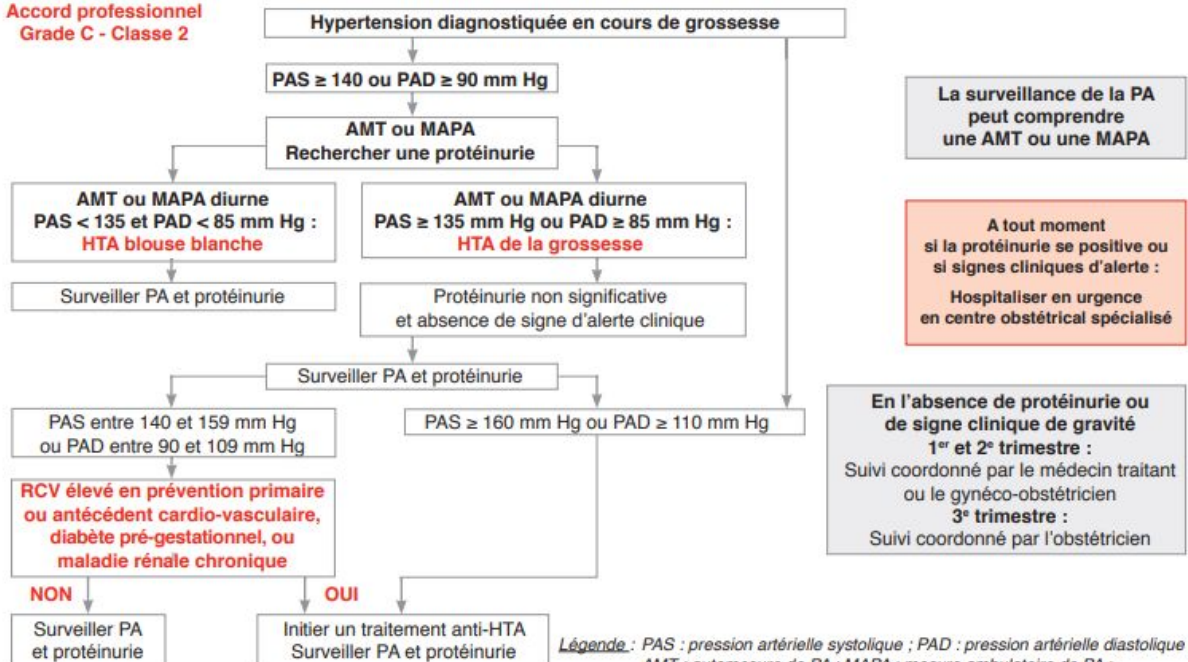 Accord professionnel
Grade C - Classe 2
Hypertension diagnostiquée en cours de grossesse
PAS ≥ 140 ou PAD ≥ 90 mm Hg
AMT ou MAPA
Rechercher une protéinurie
AMT ou MAPA diurne
PAS < 135 et PAD < 85 mm Hg :
HTA blouse blanche
AMT ou MAPA diurne
PAS ≥ 135 mm Hg ou PAD ≥ 85 mm Hg :
HTA de la grossesse
Surveiller PA et protéinurie
Protéinurie non significative
et absence de signe d'alerte clinique
Surveiller PA et protéinurie
PAS entre 140 et 159 mm Hg
ou PAD entre 90 et 109 mm Hg
PAS ≥ 160 mm Hg ou PAD ≥ 110 mm Hg
RCV élevé en prévention primaire
ou antécédent cardio-vasculaire,
diabète pré-gestationnel, ou
maladie rénale chronique
NON
OUI
Surveiller PA
et protéinurie
Initier un traitement anti-HTA
Surveiller PA et protéinurie
La surveillance de la PA
peut comprendre
une AMT ou une MAPA
A tout moment
si la protéinurie se positive ou
si signes cliniques d'alerte :
Hospitaliser en urgence
en centre obstétrical spécialisé
En l'absence de protéinurie ou
de signe clinique de gravité
1er et 2e trimestre :
Suivi coordonné par le médecin traitant
ou le gynéco-obstétricien
3e trimestre :
Suivi coordonné par l'obstétricien
Légende : PAS : pression artérielle systolique ; PAD : pression artérielle diastolique
AMT : automesure de PA ; MAPA : mesure ambulatoire de PA ;